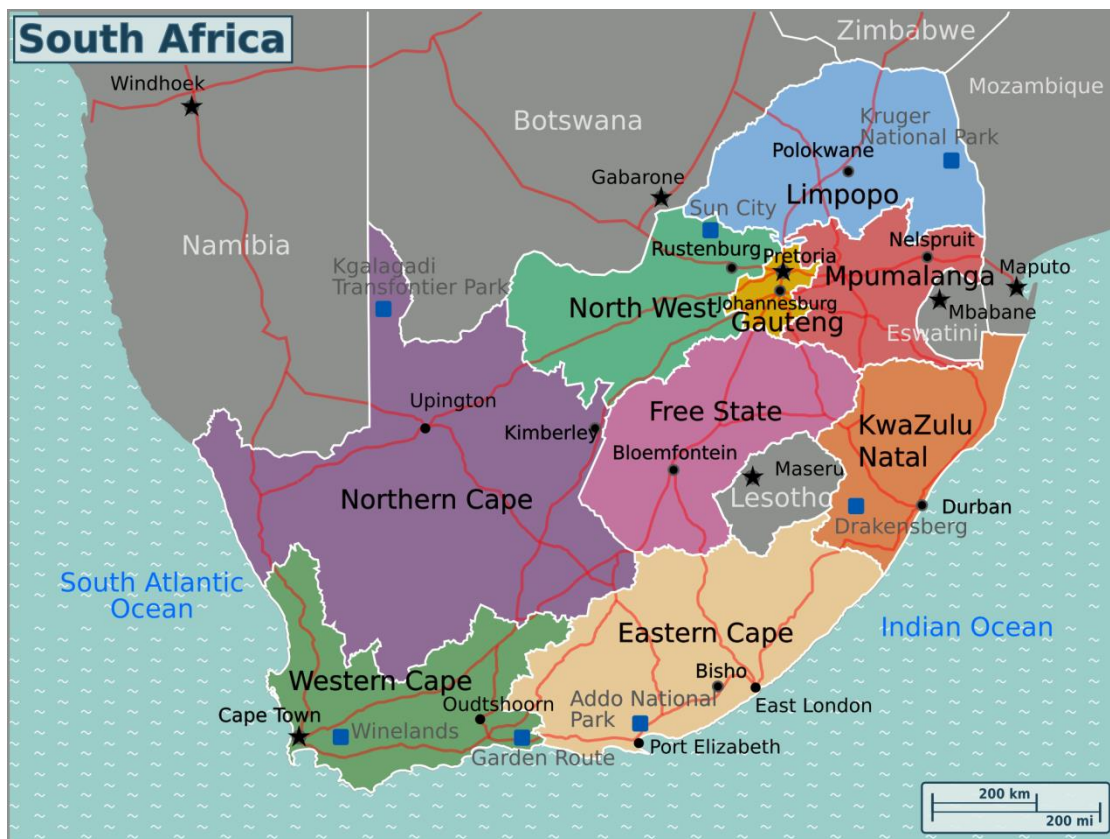 South Africa
Zimbabwe
Windhoek
Mozambique
Botswana
Kruger
National Park
Polokwane
Gabarone
Limpopo
Sun City
Namibia
Rustenburg
Pretoria
Nelspruit
Kgalagadi
Transfontier Park
Mpumalanga
Maputo
North West
Johannesburg
Mbabane
Gauteng
Eswatini
Upington
Free State
KwaZulu
Natal
Kimberley
Bloemfontein
Maseru
Northern Cape
Lesotho
Durban
Drakensberg
South Atlantic
Ocean
Eastern Cape
Indian Ocean
Western Cape
Bisho
Addo National
Park
Oudtshoorn
East London
Cape Town
Winelands
Garden Route
Port Elizabeth
200 km
200 mi